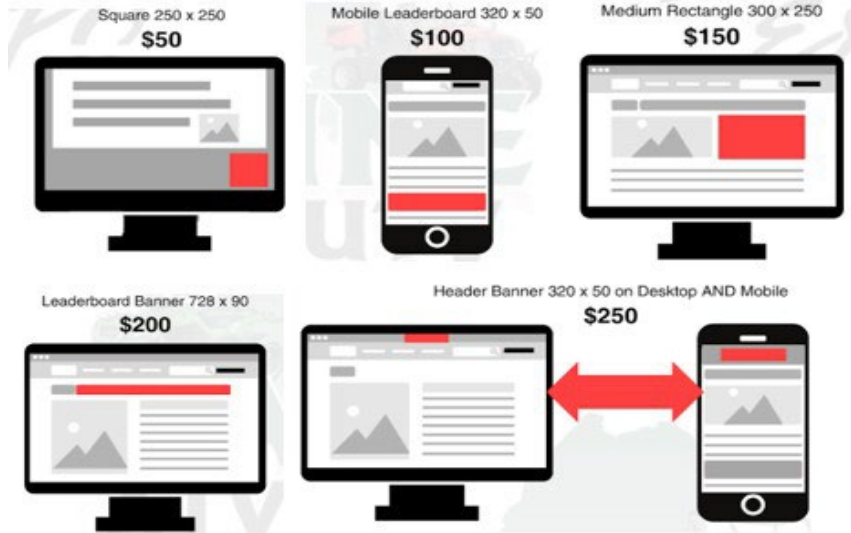 Square 250 x 250
$50
Mobile Leaderboard 320 x 50
$100
Medium Rectangle 300 x 250
$150
Leaderboard Banner 728 x 90
$200
Header Banner 320 x 50 on Desktop AND Mobile
$250